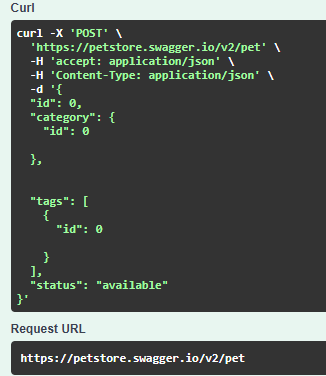 Curl
curl -X 'POST' \
  'https://petstore.swagger.io/v2/pet' \
  -H 'accept: application/json' \
  -H 'Content-Type: application/json' \
  -d '{
  "id": 0,
  "category": {
    "id": 0
  },
  "tags": [
    {
      "id": 0
    }
  ],
  "status": "available"
}'
Request URL
https://petstore.swagger.io/v2/pet